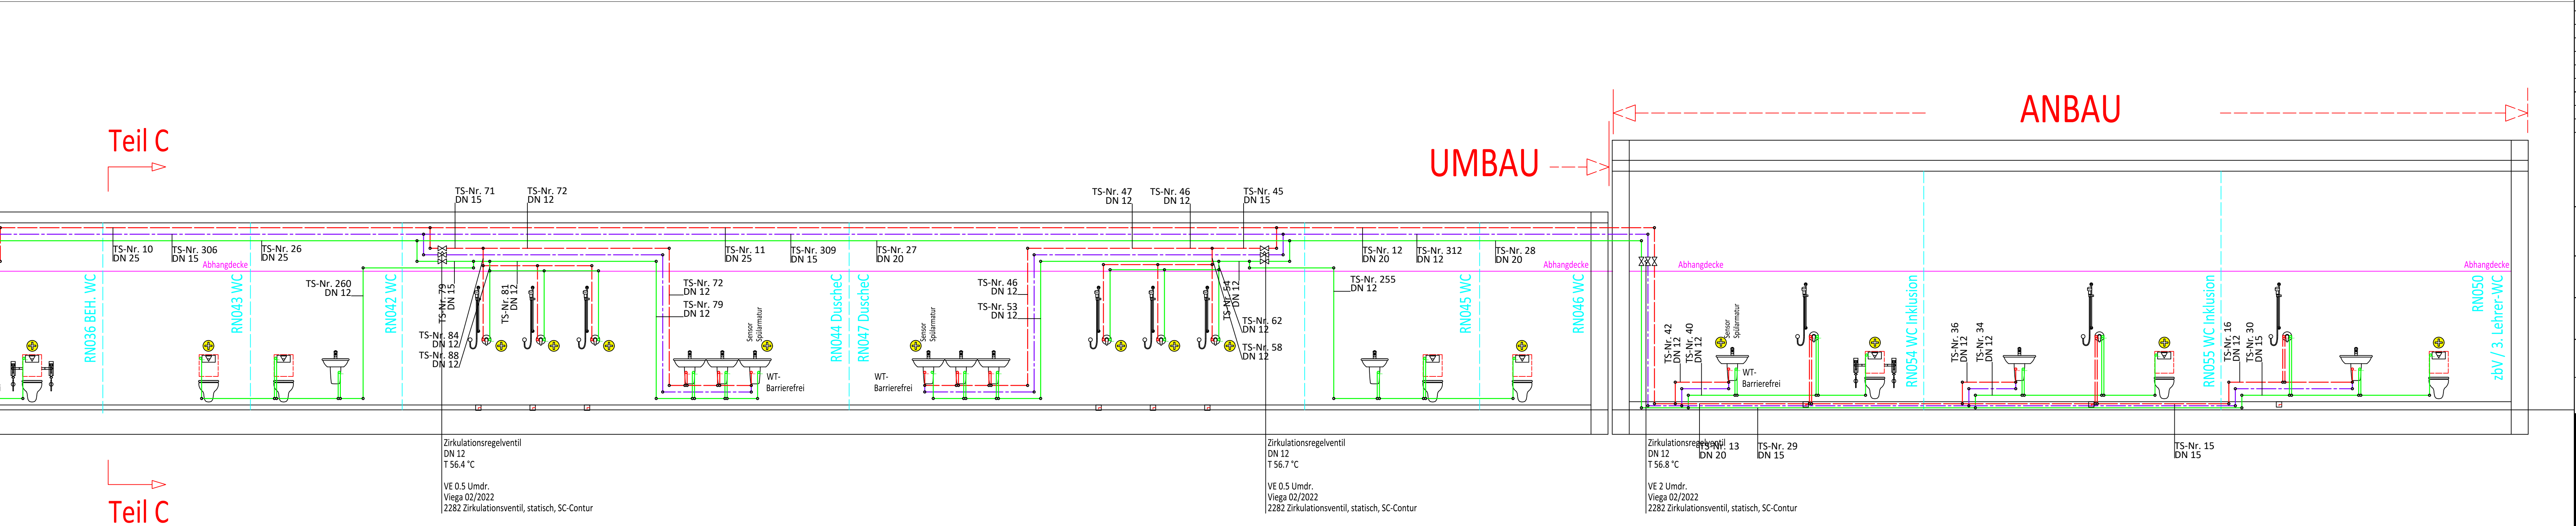 ANBAU
Teil C
UMBAU
TS-Nr. 71
DN 15
TS-Nr. 72
DN 12
TS-Nr. 47
DN 12
TS-Nr. 46
DN 12
TS-Nr. 45
DN 15
TS-Nr. 10
DN 25
TS-Nr. 306
DN 15
TS-Nr. 26
DN 25
TS-Nr. 11
DN 25
TS-Nr. 309
DN 15
TS-Nr. 27
DN 20
TS-Nr. 12
DN 20
TS-Nr. 312
DN 12
TS-Nr. 28
DN 20
Abhangdecke
Abhangdecke
Abhangdecke
Abhangdecke
RN036 BEH. WC
RN043 WC
TS-Nr. 260
DN 12
RN042 WC
TS-Nr. 79
DN 15
TS-Nr. 81
DN 12
TS-Nr. 84
DN 12
TS-Nr. 88
DN 12
TS-Nr. 72
DN 12
TS-Nr. 79
DN 12
Sensor
Spülarmatur
WT-
Barrierefrei
RN044 DuscheC
RN047 DuscheC
Sensor
Spülarmatur
WT-
Barrierefrei
TS-Nr. 46
DN 12
TS-Nr. 53
DN 12
TS-Nr. 54
DN 12
TS-Nr. 62
DN 12
TS-Nr. 58
DN 12
TS-Nr. 255
DN 12
RN045 WC
RN046 WC
TS-Nr. 42
DN 12
TS-Nr. 40
DN 12
Sensor
Spülarmatur
WT-
Barrierefrei
RN054 WC Inklusion
TS-Nr. 36
DN 12
TS-Nr. 34
DN 12
RN055 WC Inklusion
TS-Nr. 16
DN 12
TS-Nr. 30
DN 15
RN050
zbV / 3. Lehrer-WC
Zirkulationsregelventil
DN 12
T 56.4 °C
VE 0.5 Umdr.
Viega 02/2022
2282 Zirkulationsventil, statisch, SC-Contur
Zirkulationsregelventil
DN 12
T 56.7 °C
VE 0.5 Umdr.
Viega 02/2022
2282 Zirkulationsventil, statisch, SC-Contur
Zirkulationsregelventil
DN 12
T 56.8 °C
VE 2 Umdr.
Viega 02/2022
2282 Zirkulationsventil, statisch, SC-Contur
TS-Nr. 13
DN 20
TS-Nr. 29
DN 15
TS-Nr. 15
DN 15
Teil C